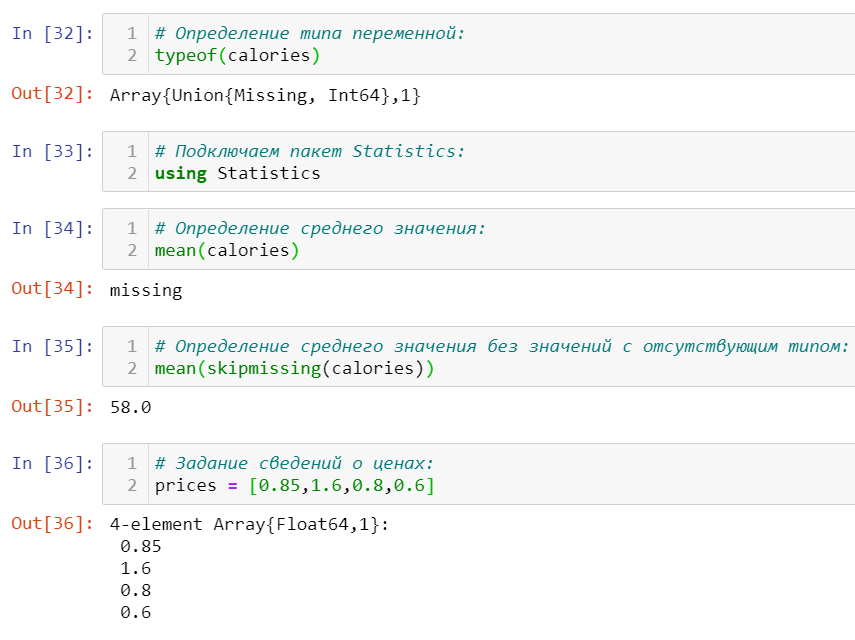 In [32]:
1 # Определение типа переменной:
2 typeof(calories)
Out[32]: Array{Union{Missing, Int64},1}
In [33]:
1 # Подключаем пакет Statistics:
2 using Statistics
In [34]:
1 # Определение среднего значения:
2 mean(calories)
Out[34]: missing
In [35]:
1 # Определение среднего значения без значений с отсутствующим типом:
2 mean(skipmissing(calories))
Out[35]: 58.0
In [36]:
1 # Задание сведений о ценах:
2 prices = [0.85,1.6,0.8,0.6]
Out[36]: 4-element Array{Float64,1}:
0.85
1.6
0.8
0.6